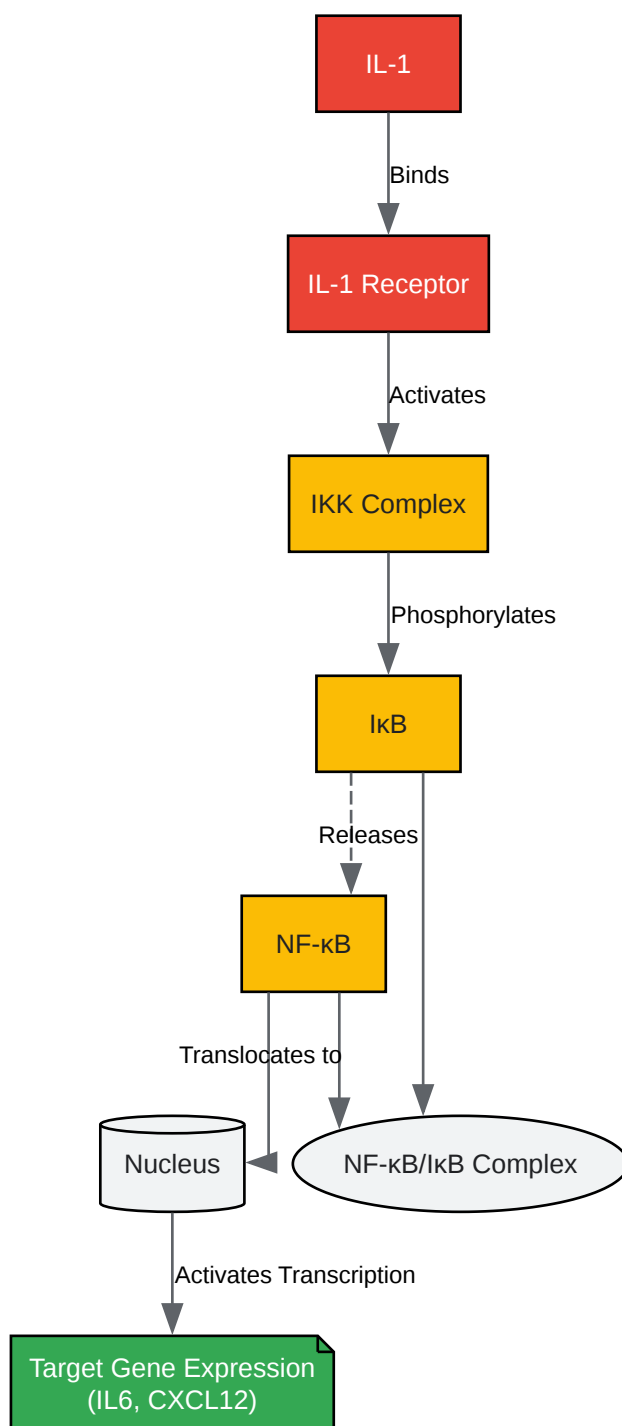 IL-1
Binds
IL-1 Receptor
Activates
IKK Complex
Phosphorylates
IκB
Releases
NF-κB
Translocates to
Nucleus
NF-κB/IκB Complex
Activates Transcription
Target Gene Expression
(IL6, CXCL12)